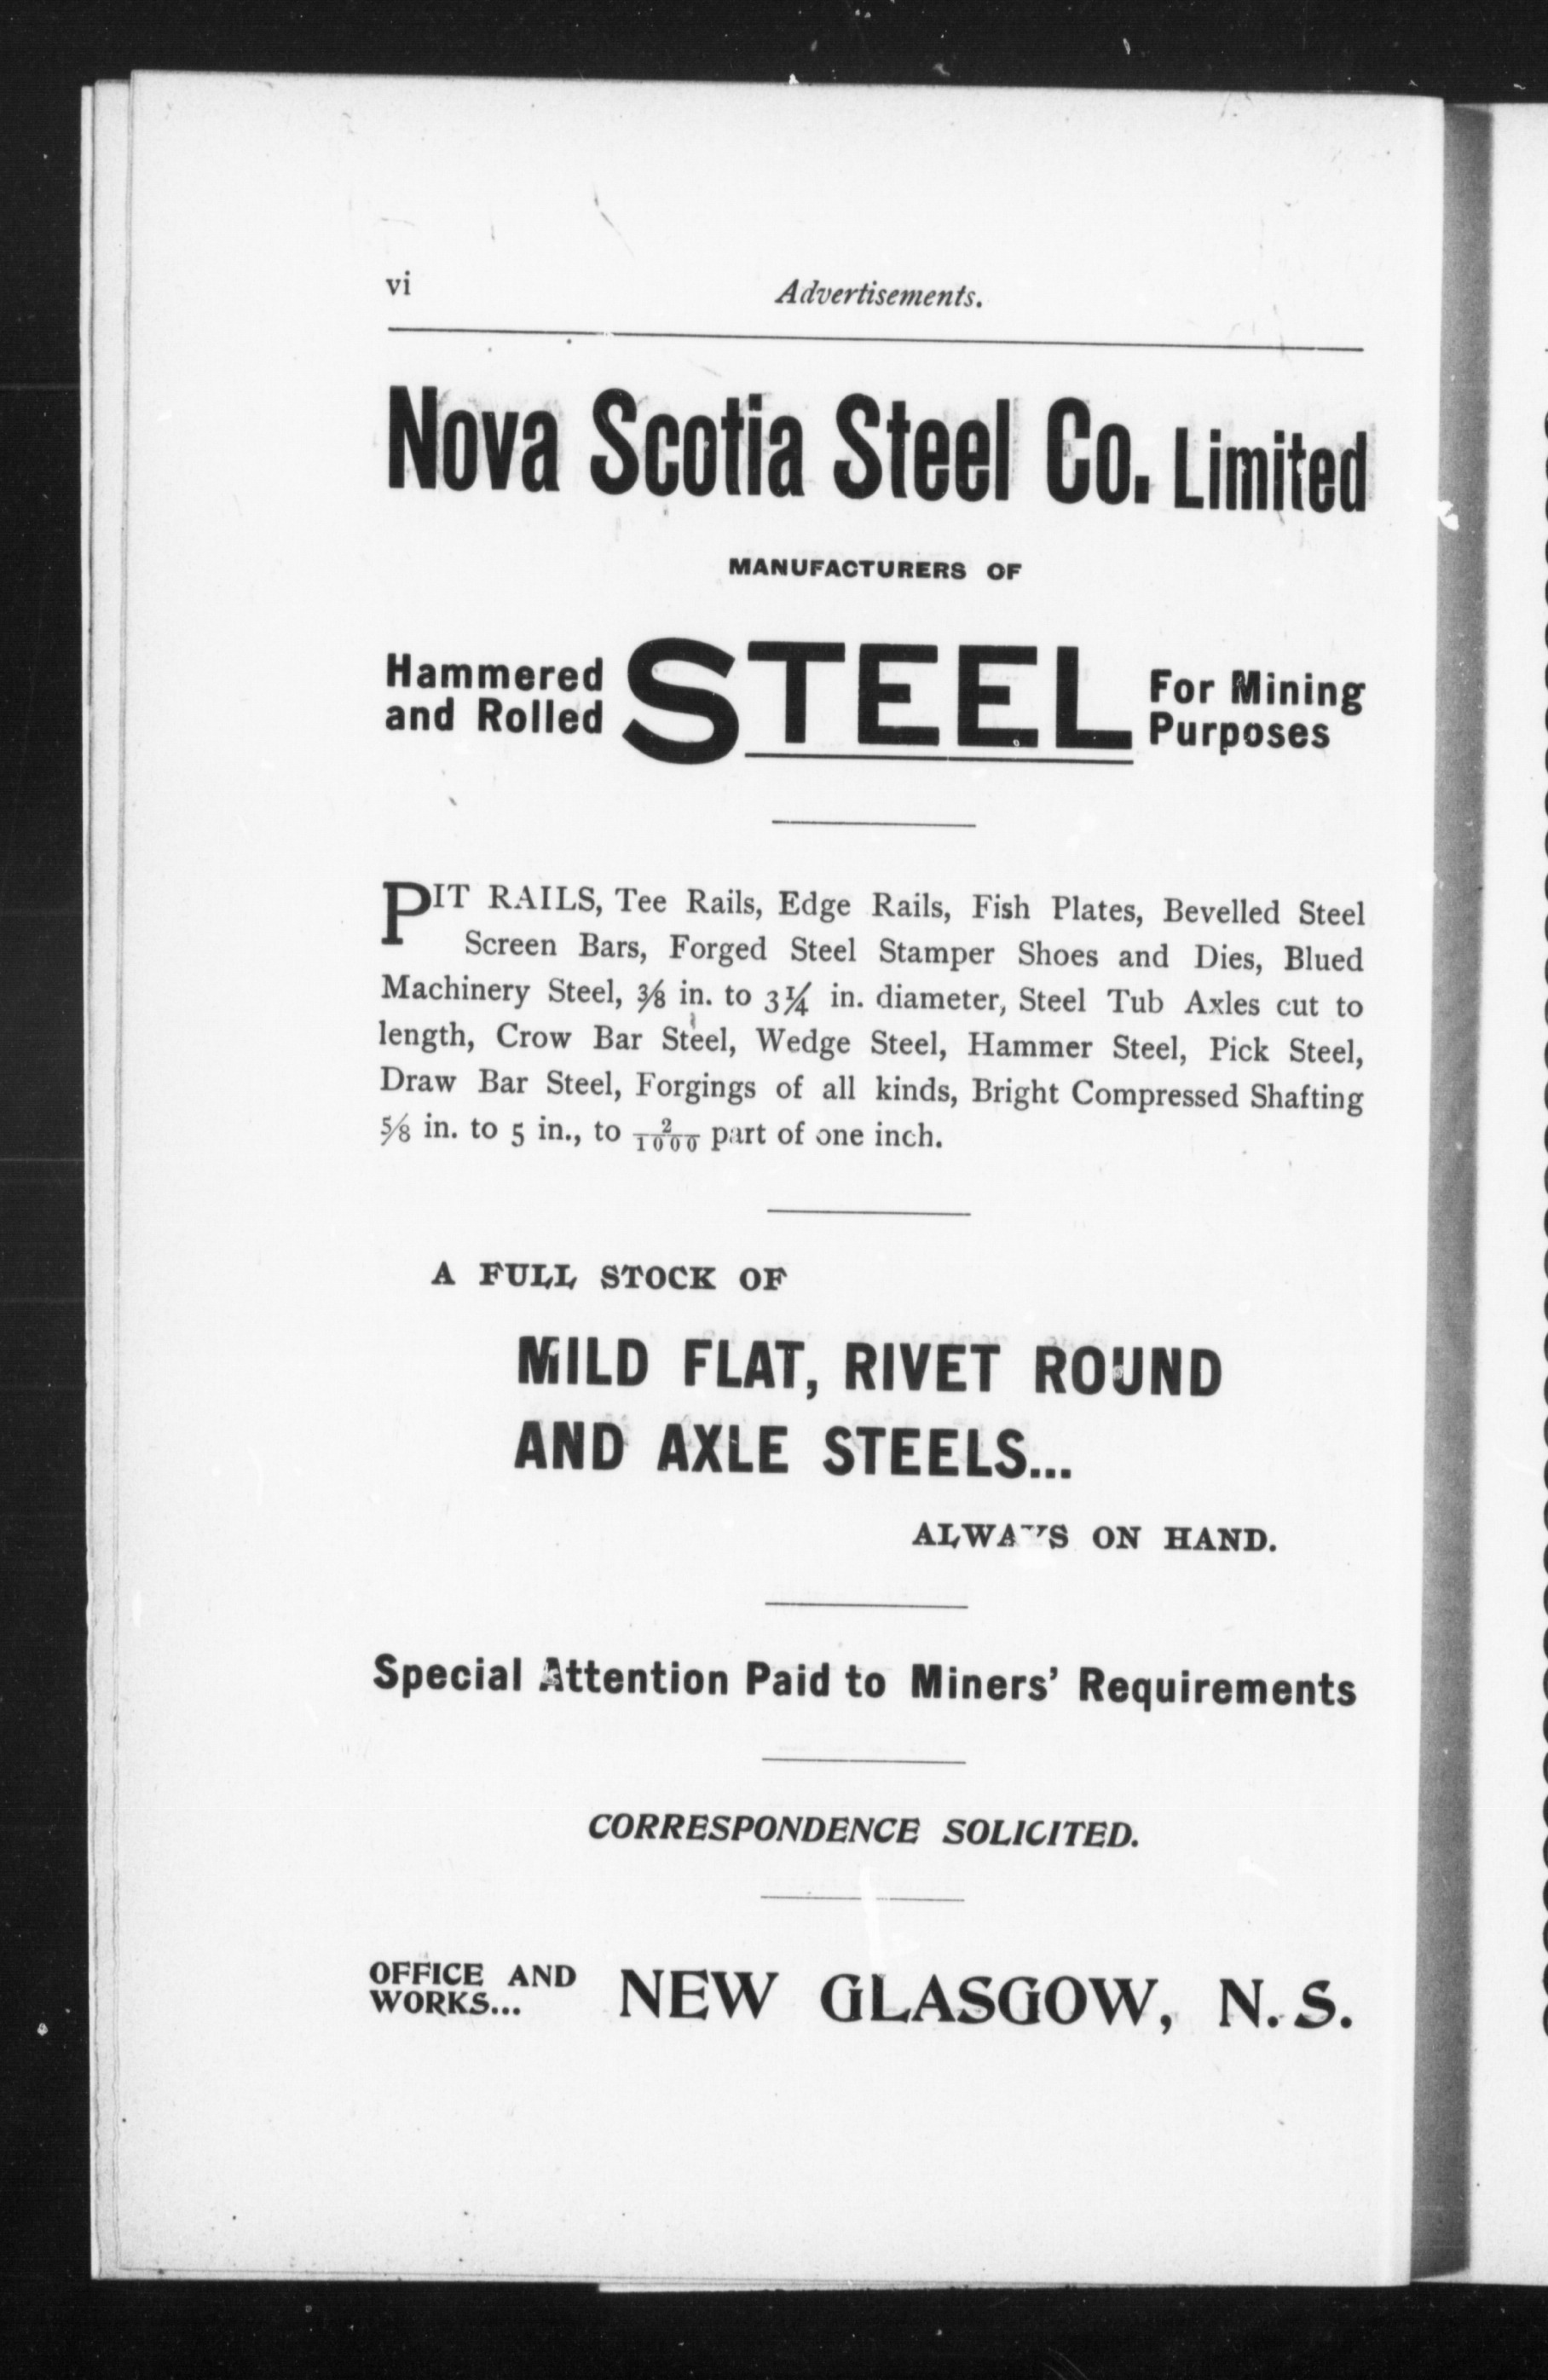 vi Advertisements.
Nova Scotia Steel Co. Limited
MANUFACTURERS OF
Hammered and Rolled STEEL For Mining Purposes
PIT RAILS, Tee Rails, Edge Rails, Fish Plates, Bevelled Steel
Screen Bars, Forged Steel Stamper Shoes and Dies, Blued
Machinery Steel, ⅜ in. to 3¼ in. diameter, Steel Tub Axles cut to
length, Crow Bar Steel, Wedge Steel, Hammer Steel, Pick Steel,
Draw Bar Steel, Forgings of all kinds, Bright Compressed Shafting
⅝ in. to 5 in., to 2/1000 part of one inch.
A FULL STOCK OF
MILD FLAT, RIVET ROUND
AND AXLE STEELS...
ALWAYS ON HAND.
Special Attention Paid to Miners' Requirements
CORRESPONDENCE SOLICITED.
OFFICE AND WORKS... NEW GLASGOW, N. S.